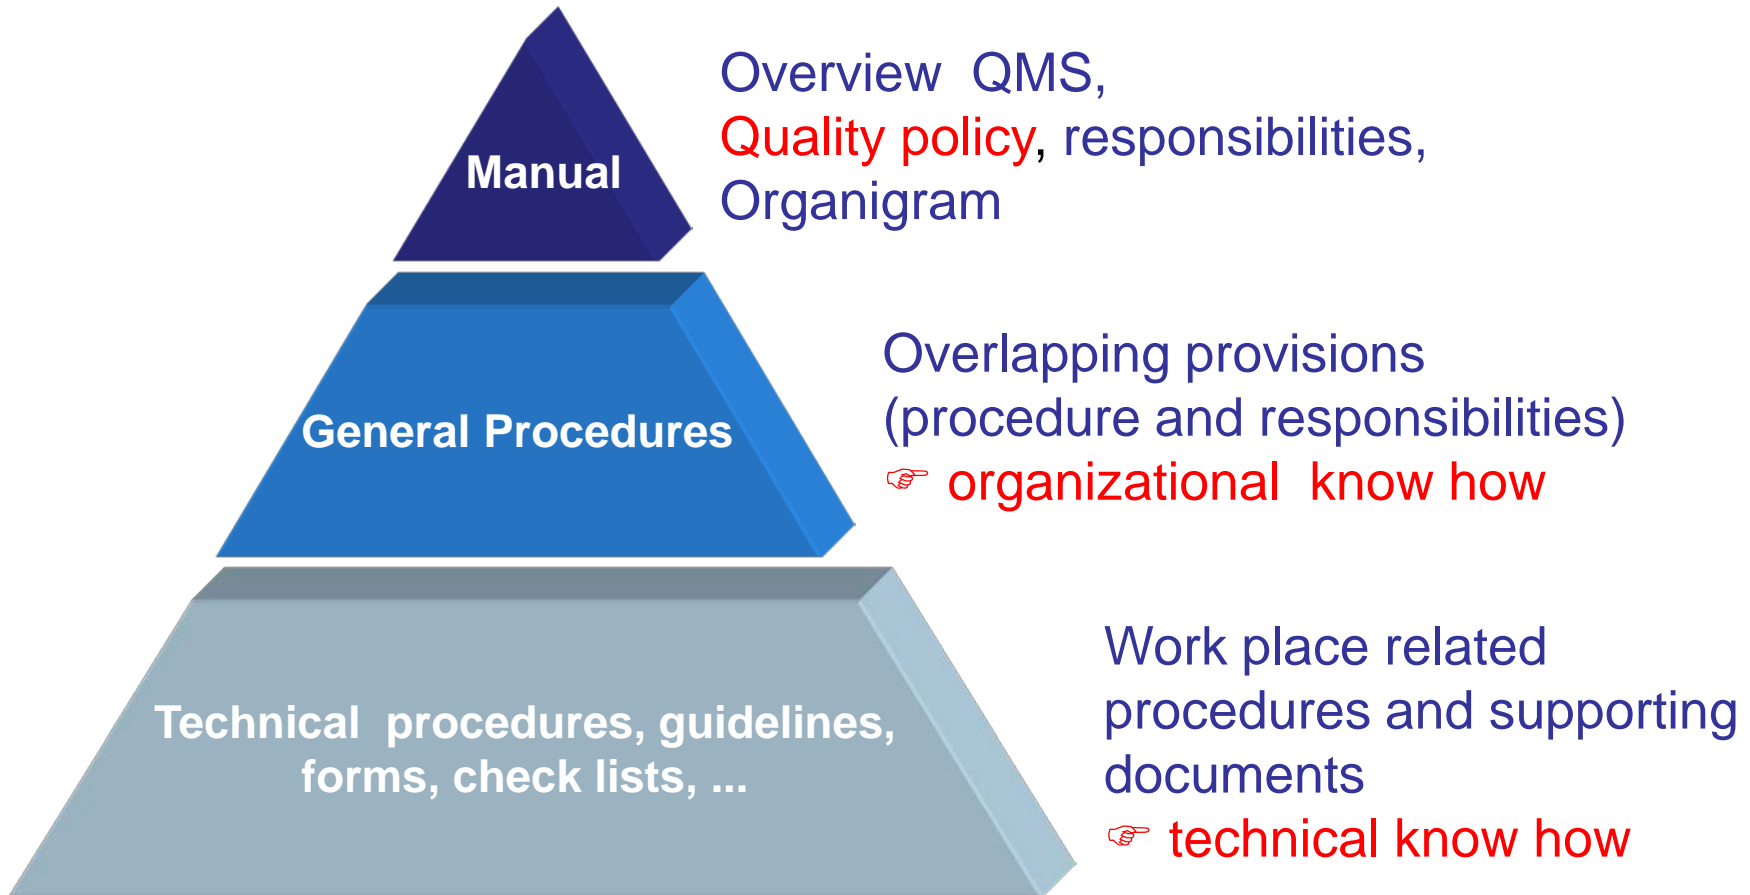 Manual
Overview QMS,
Quality policy, responsibilities,
Organigram
General Procedures
Overlapping provisions
(procedure and responsibilities)
☞ organizational know how
Technical procedures, guidelines,
forms, check lists, ...
Work place related
procedures and supporting
documents
☞ technical know how